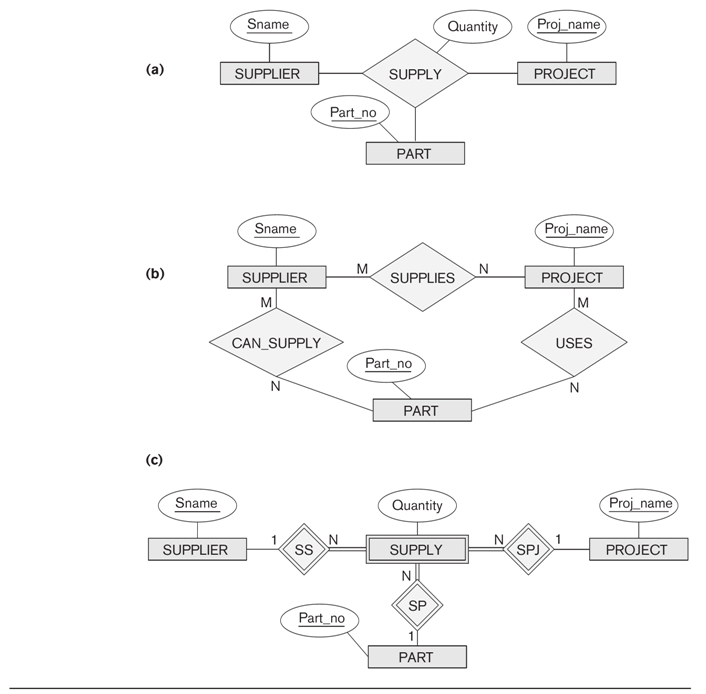 Sname
Quantity
Proj_name
(a)
SUPPLIER
SUPPLY
PROJECT
Part_no
PART
Sname
Proj_name
(b)
SUPPLIER
M
SUPPLIES
N
PROJECT
M
M
CAN_SUPPLY
USES
Part_no
N
N
PART
(c)
Sname
Quantity
Proj_name
SUPPLIER
1
SS
N
SUPPLY
N
SPJ
1
PROJECT
N
SP
Part_no
1
PART